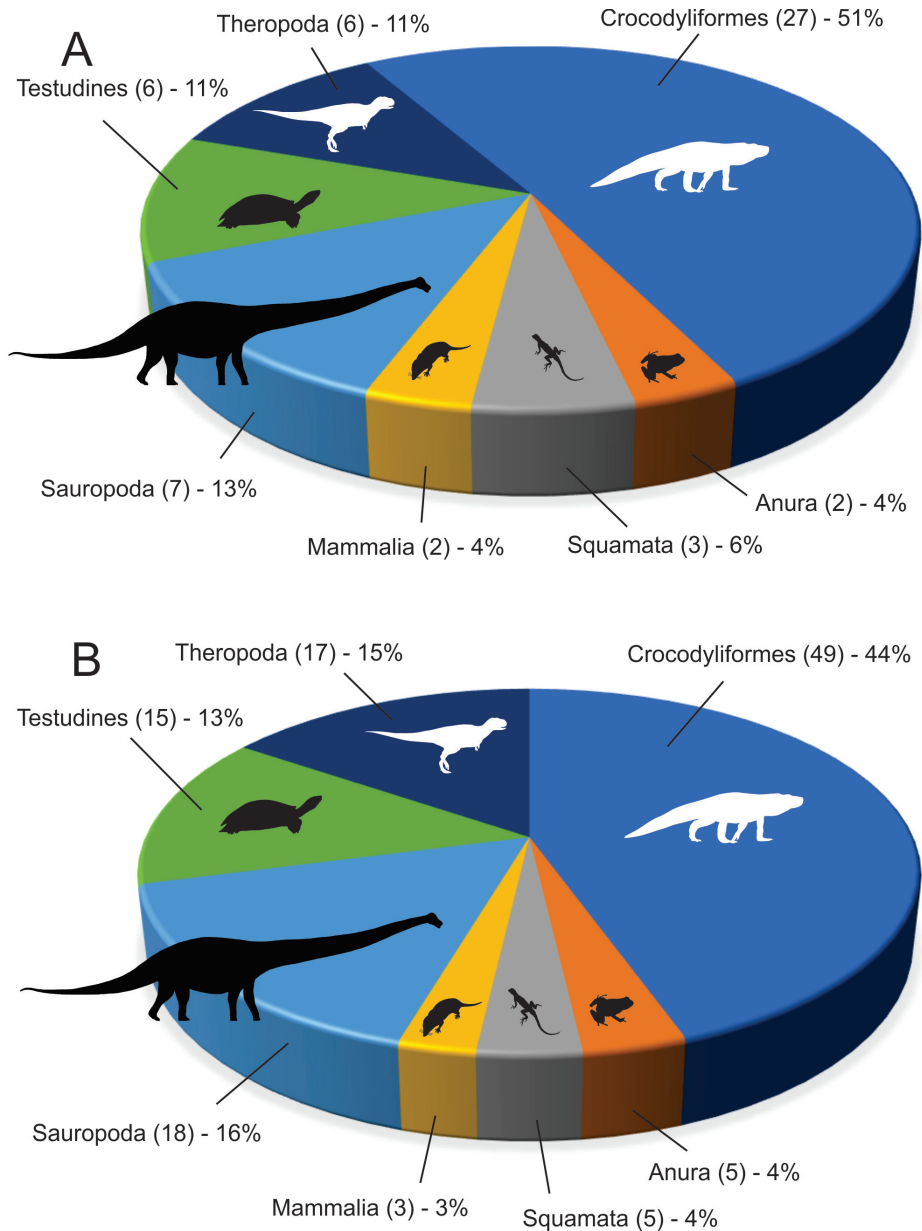 A
Theropoda (6) - 11%
Crocodyliformes (27) - 51%
Testudines (6) - 11%
Sauropoda (7) - 13%
Mammalia (2) - 4%
Squamata (3) - 6%
Anura (2) - 4%
B
Theropoda (17) - 15%
Crocodyliformes (49) - 44%
Testudines (15) - 13%
Sauropoda (18) - 16%
Mammalia (3) - 3%
Squamata (5) - 4%
Anura (5) - 4%